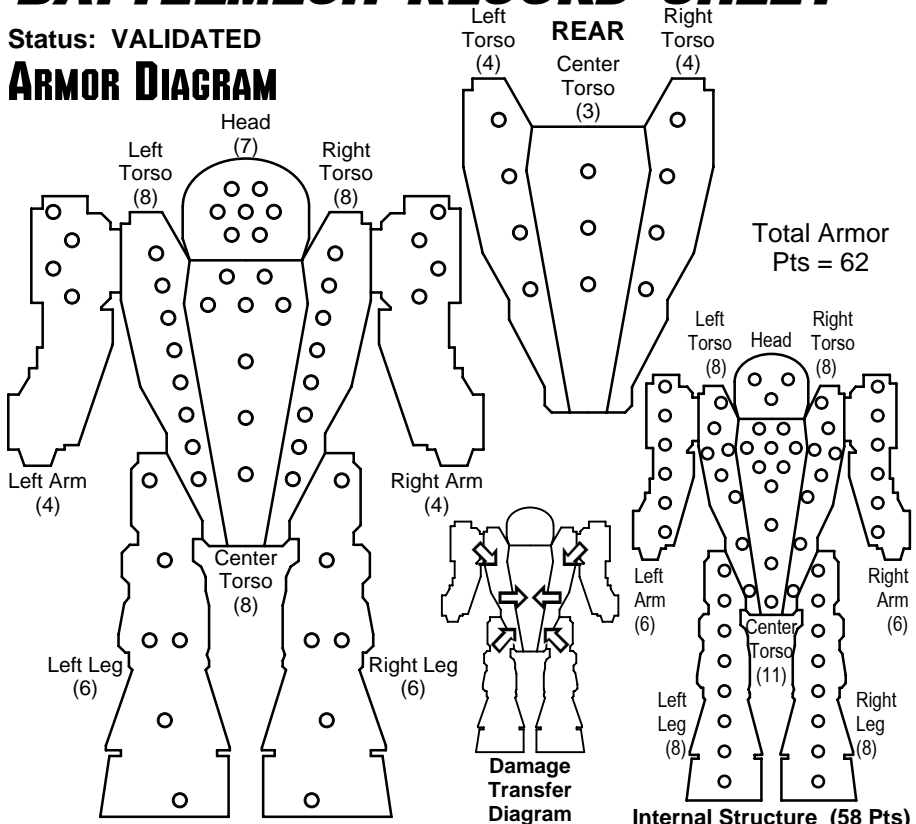 BATTLEMECH RECORD SHEET
Status: VALIDATED
ARMOR DIAGRAM
Head
(7)
Left
Torso
(8)
Right
Torso
(8)
Left Arm
(4)
Right Arm
(4)
Center
Torso
(8)
Left Leg
(6)
Right Leg
(6)
REAR
Left
Torso
(4)
Center
Torso
(3)
Right
Torso
(4)
Total Armor
Pts = 62
Left
Torso
(8)
Head
Right
Torso
(8)
Left
Arm
(6)
Right
Arm
(6)
Center
Torso
(11)
Left
Leg
(8)
Right
Leg
(8)
Damage
Transfer
Diagram
Internal Structure (58 Pts)